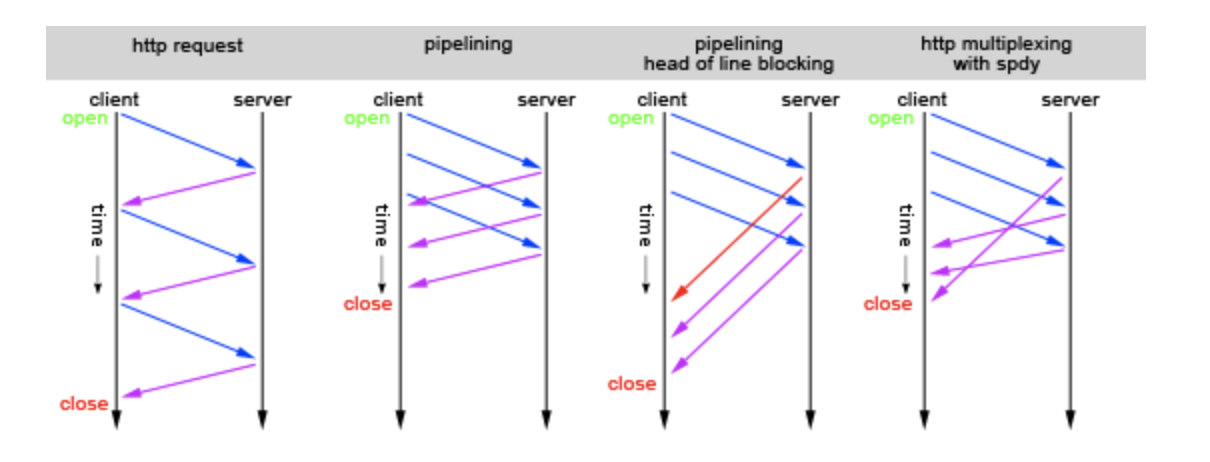 http request
pipelining
pipelining
head of line blocking
http multiplexing
with spdy
client
server
open
time
close
client
server
open
time
close
client
server
open
time
close
client
server
open
time
close